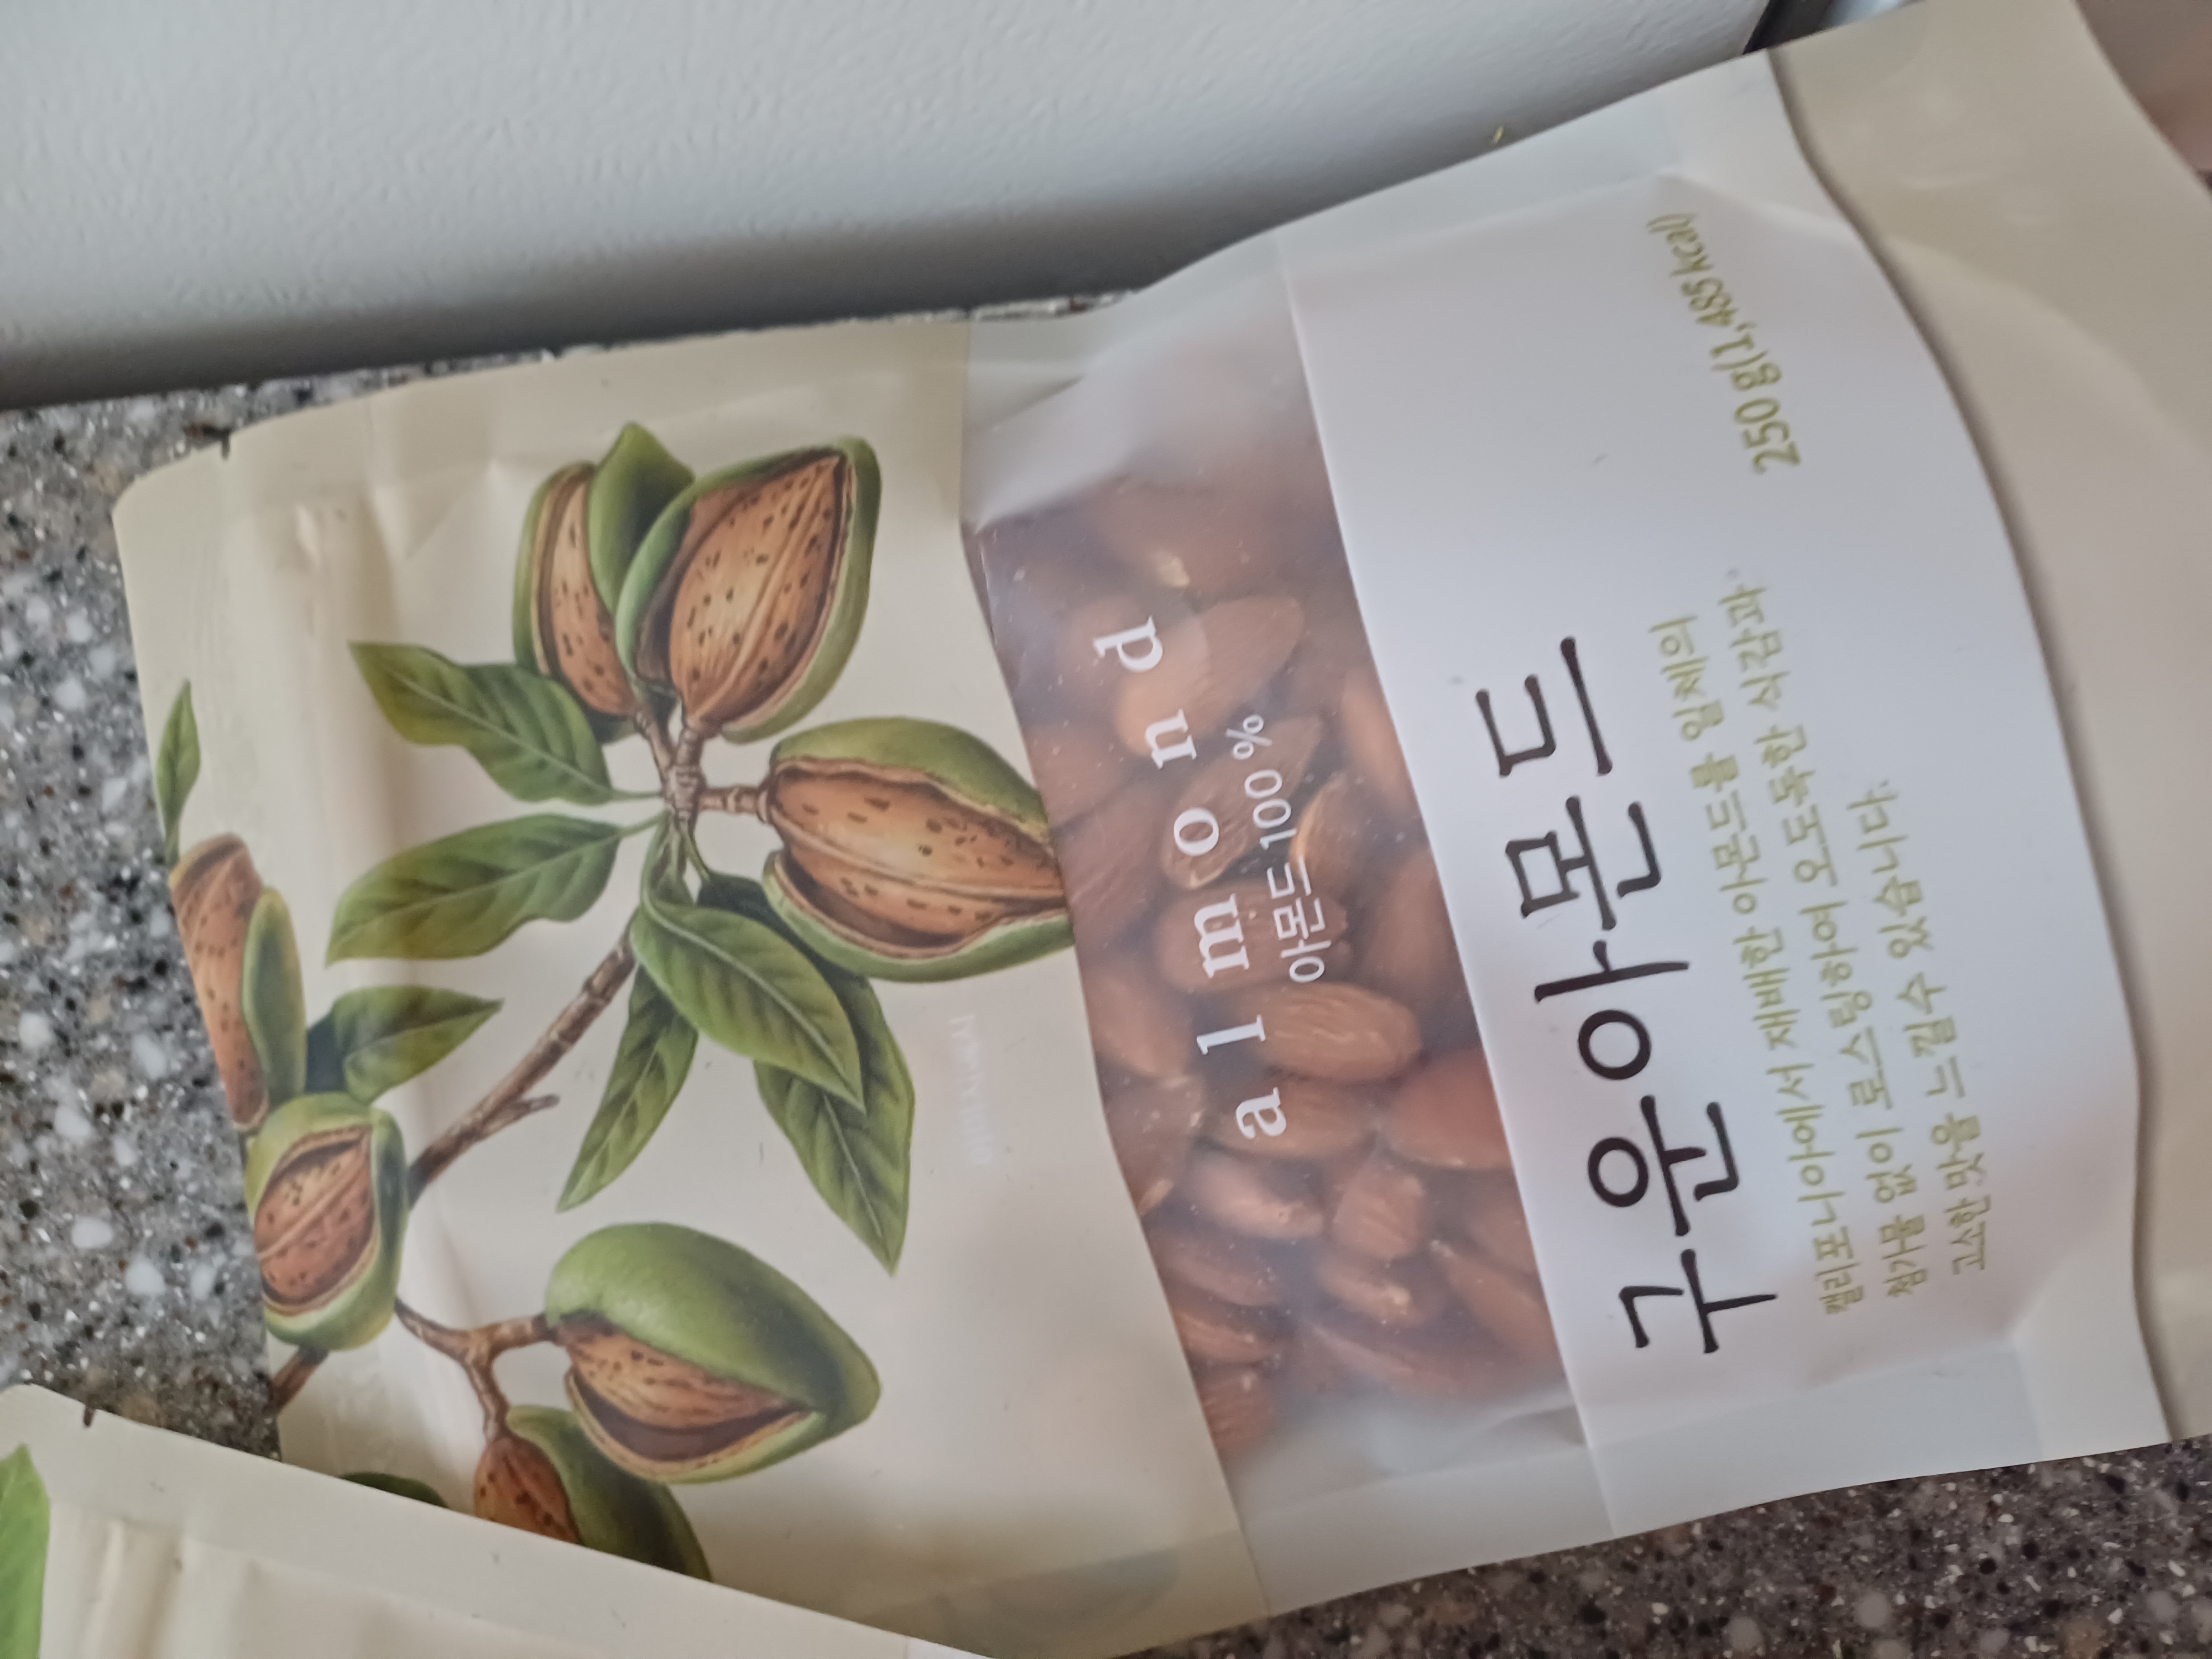 almond
아몬드 100 %
구운아몬드
캘리포니아에서 재배한 아몬드를 일체의
첨가물 없이 로스팅하여 오도독한 식감과
고소한 맛을 느낄수 있습니다.
250 g(1,485 kcal)